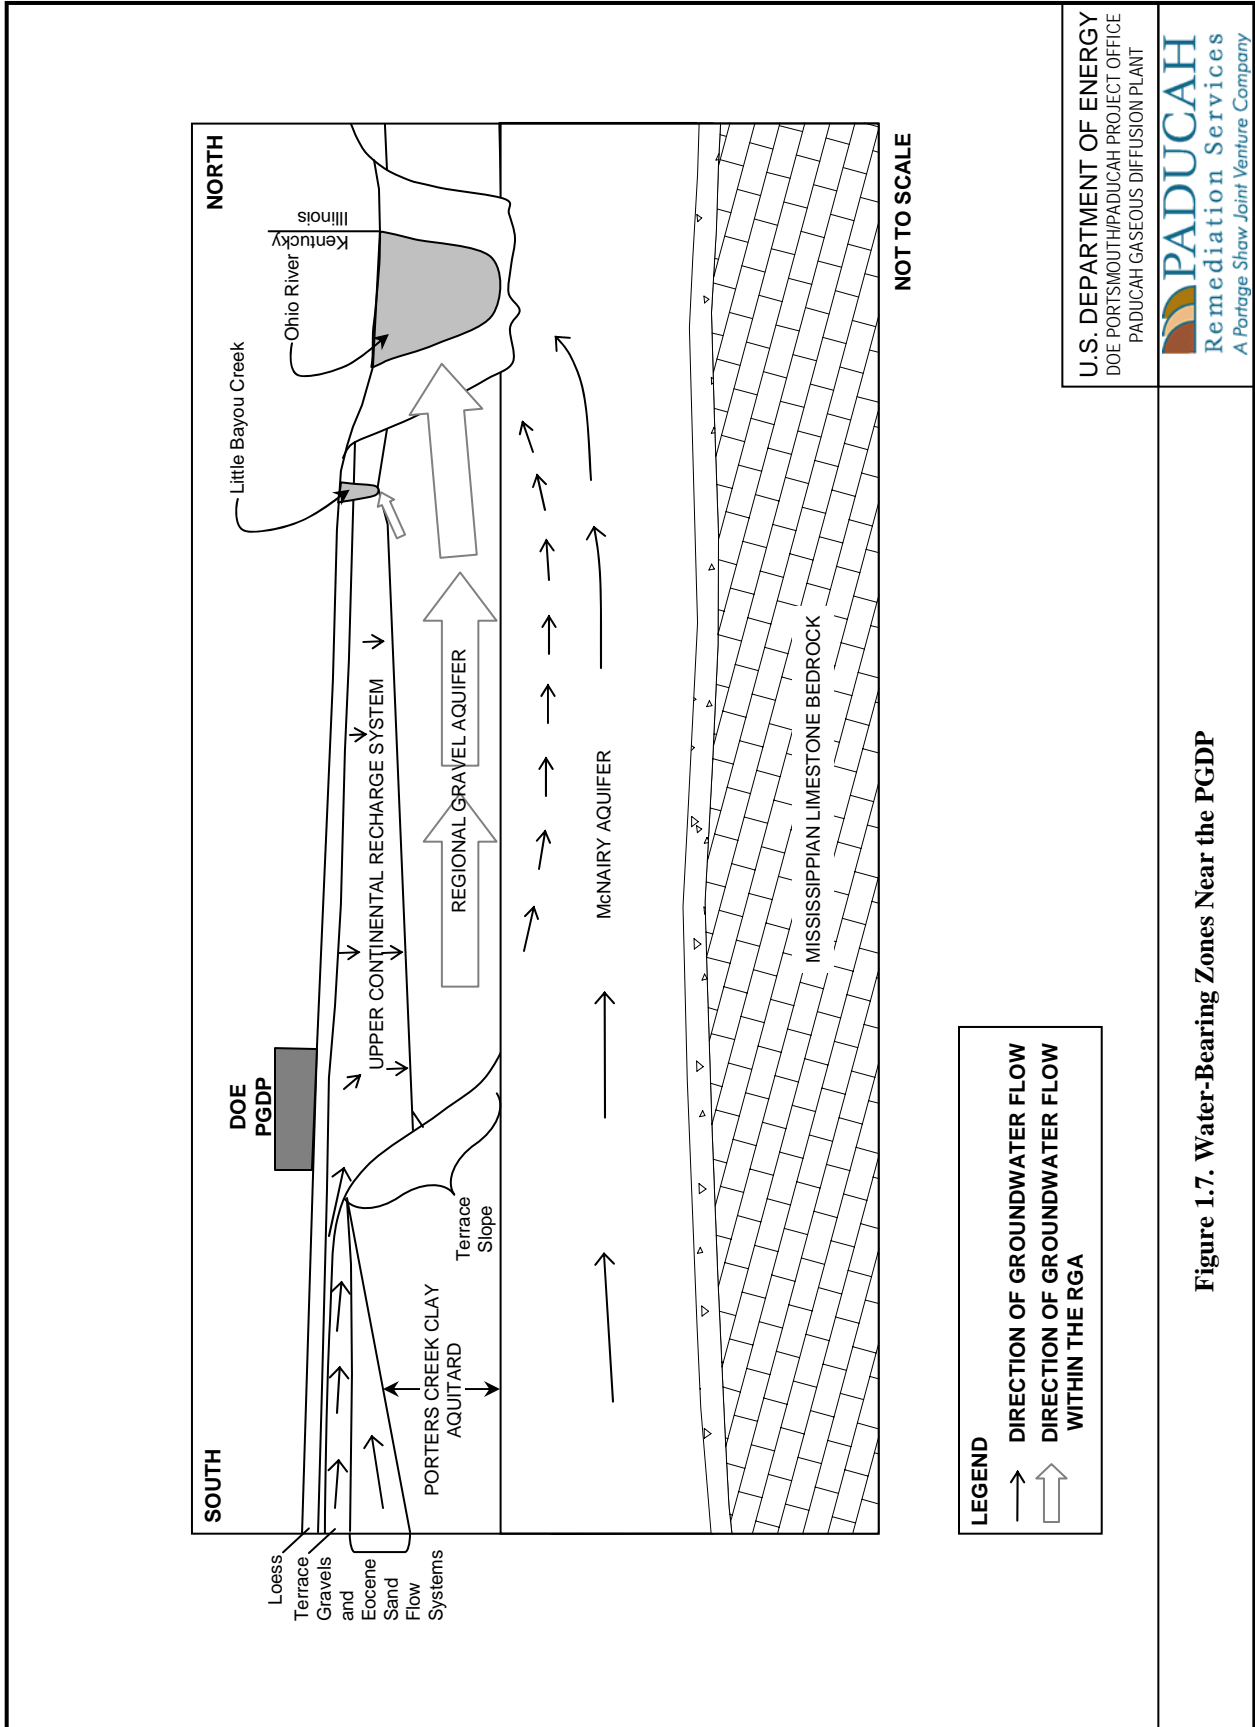 SOUTH
NORTH
DOE
PGDP
Little Bayou Creek
Ohio River
Kentucky
Illinois
Loess
Terrace
Gravels
and
Eocene
Sand
Flow
Systems
UPPER CONTINENTAL RECHARGE SYSTEM
REGIONAL GRAVEL AQUIFER
PORTERS CREEK CLAY
AQUITARD
Terrace
Slope
McNAIRY AQUIFER
MISSISSIPPIAN LIMESTONE BEDROCK
NOT TO SCALE
LEGEND
DIRECTION OF GROUNDWATER FLOW
DIRECTION OF GROUNDWATER FLOW
WITHIN THE RGA
U.S. DEPARTMENT OF ENERGY
DOE PORTSMOUTH/PADUCAH PROJECT OFFICE
PADUCAH GASEOUS DIFFUSION PLANT
PADUCAH
Remediation Services
A Portage Shaw Joint Venture Company
Figure 1.7. Water-Bearing Zones Near the PGDP